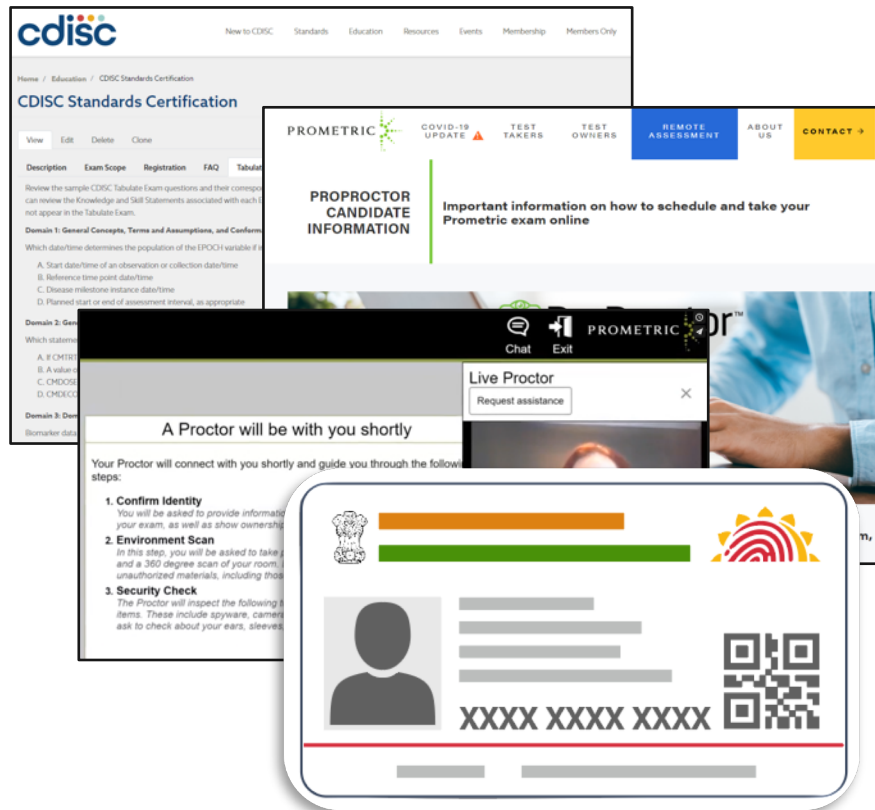 cdisc
New to CDISC Standards Education Resources Events Membership Members Only
Home / Education / CDISC Standards Certification
CDISC Standards Certification
View Edit Delete Clone
Description Exam Scope Registration FAQ
Review the sample CDISC Tabulate Exam questions and their
can review the Knowledge and Skill Statements associated with each
not appear in the Tabulate Exam.
Domain 1: General Concepts, Terms and Assumptions, and
Which date/time determines the population of the EPOCH variable if
A. Start date/time of an observation or collection date/time
B. Reference time point date/time
C. Disease milestone instance date/time
D. Planned start or end of assessment interval, as appropriate
Domain 2:
Which
A. If
B. A value
C.
D.
Domain 3:
Biomarker data
PROMETRIC
COVID-19 UPDATE
TEST TAKERS
TEST OWNERS
REMOTE ASSESSMENT
ABOUT US
CONTACT →
PROPROCTOR
CANDIDATE
INFORMATION
Important information on how to schedule and take your
Prometric exam online
Chat Exit PROMETRIC
Live Proctor
Request assistance
A Proctor will be with you shortly
Your Proctor will connect with you shortly and guide you through the
steps:
1. Confirm Identity
You will be asked to provide
your exam, as well as show
2. Environment Scan
In this step, you will be asked to take
and a 360 degree scan of your room.
unauthorized materials, including
3. Security Check
The Proctor will inspect the following
items. These include spyware,
ask to check about your ears, sleeves,
XXXX XXXX XXXX